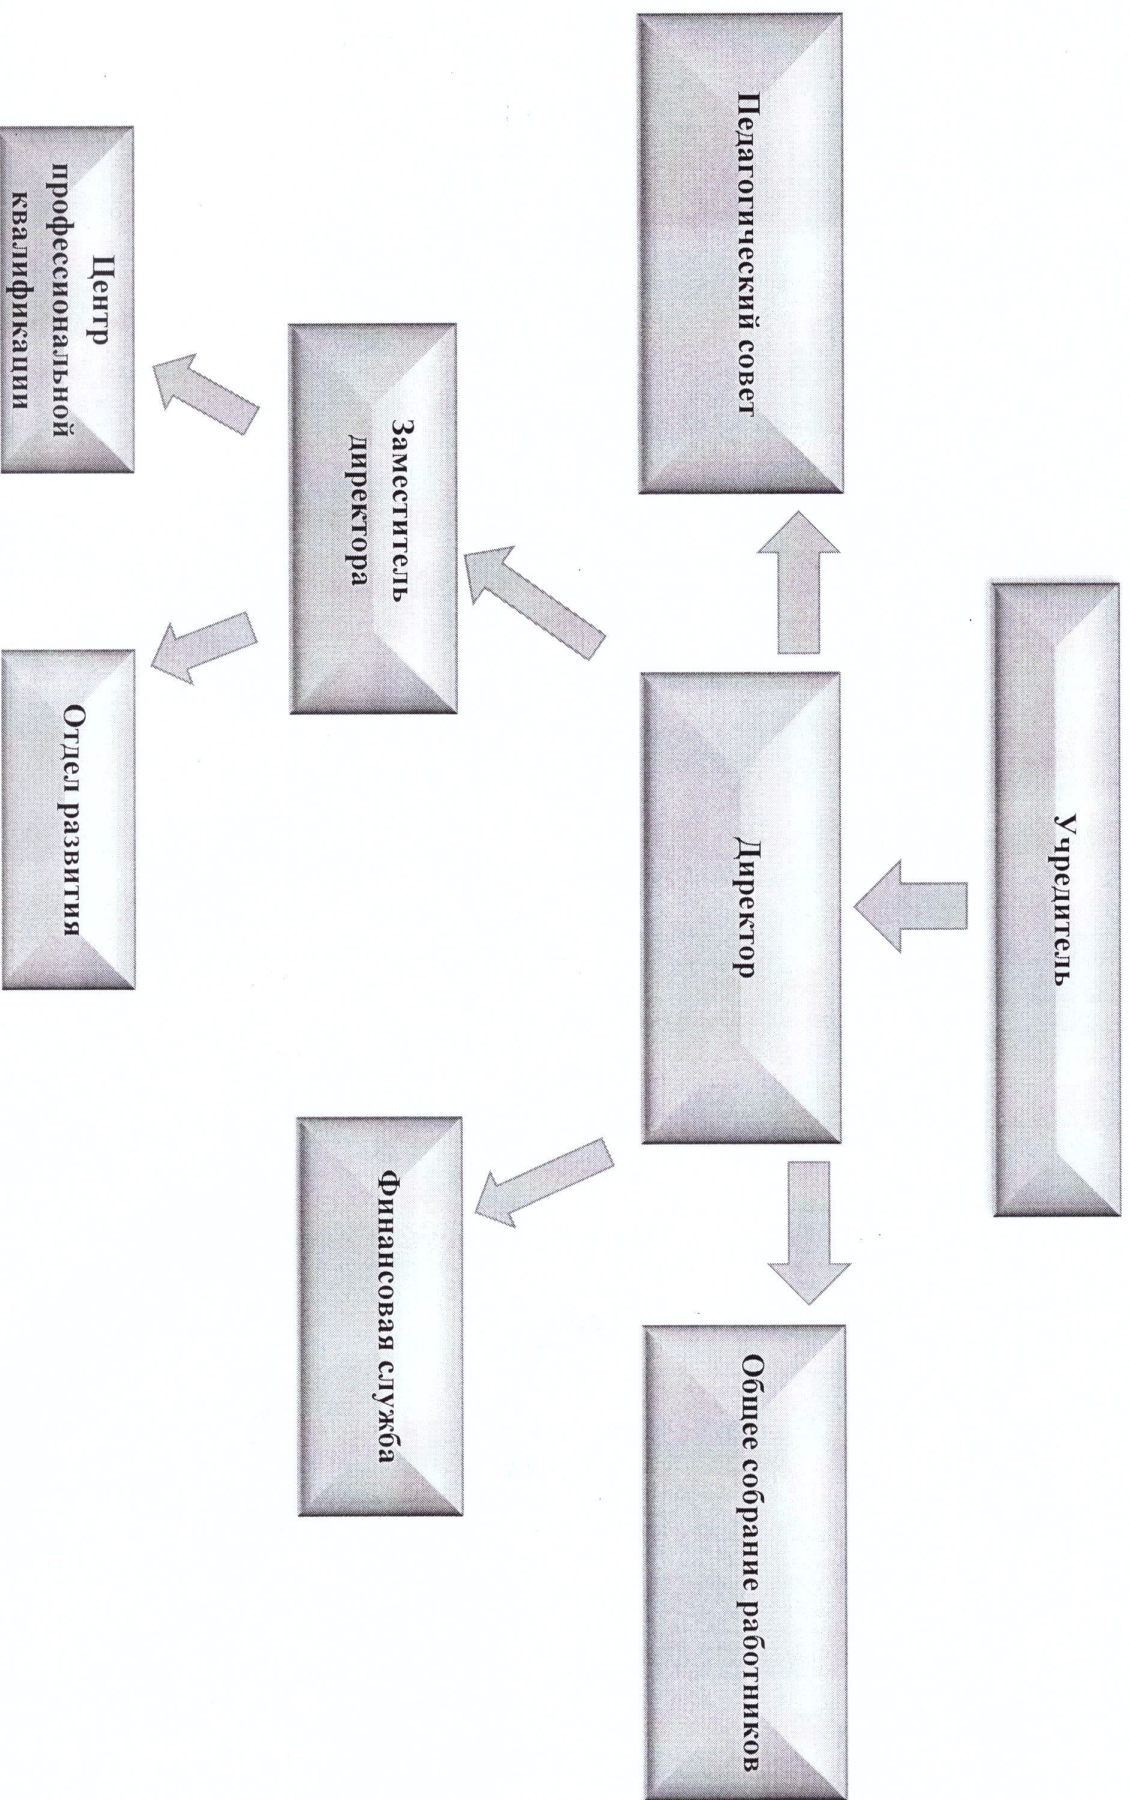 Учредитель
Педагогический совет
Директор
Общее собрание работников
Заместитель
директора
Финансовая служба
Центр
профессиональной
квалификации
Отдел развития